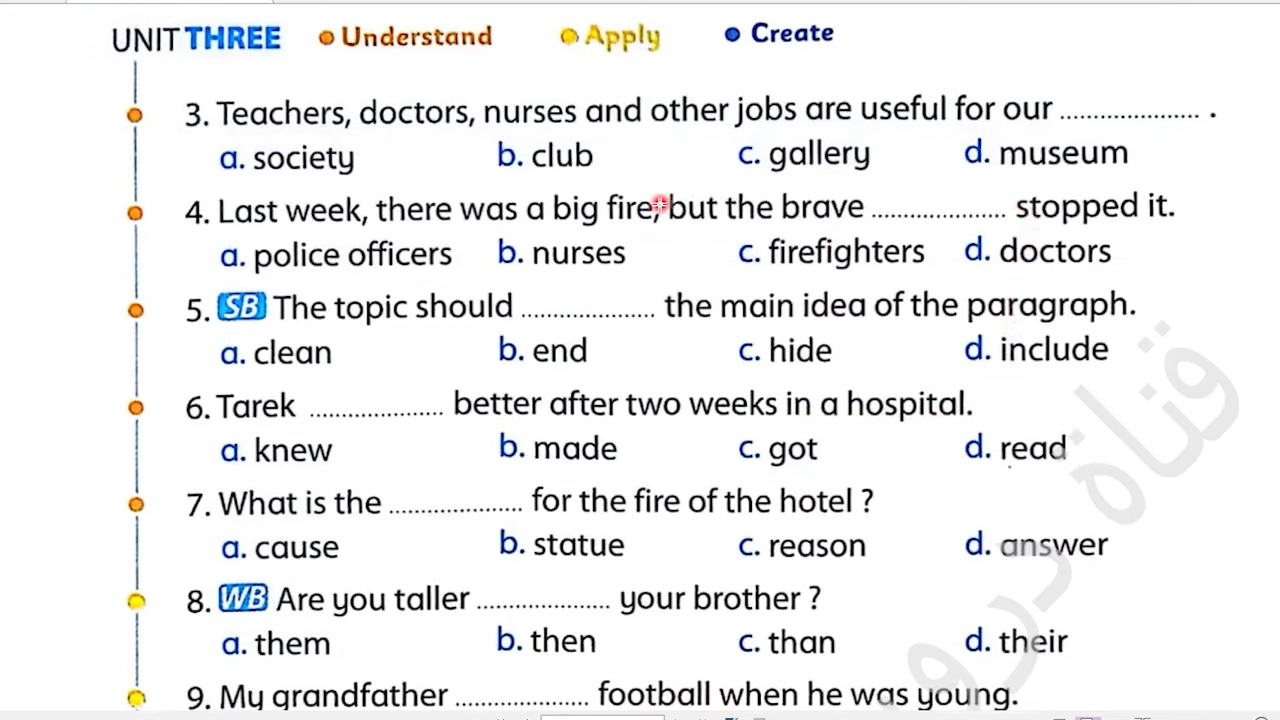 UNIT THREE Understand Apply Create
3. Teachers, doctors, nurses and other jobs are useful for our .................... .
a. society b. club c. gallery d. museum
4. Last week, there was a big fire, but the brave .................... stopped it.
a. police officers b. nurses c. firefighters d. doctors
5. SB The topic should .................... the main idea of the paragraph.
a. clean b. end c. hide d. include
6. Tarek .................... better after two weeks in a hospital.
a. knew b. made c. got d. read
7. What is the .................... for the fire of the hotel ?
a. cause b. statue c. reason d. answer
8. WB Are you taller .................... your brother ?
a. them b. then c. than d. their
9. My grandfather .................... football when he was young.
قناة